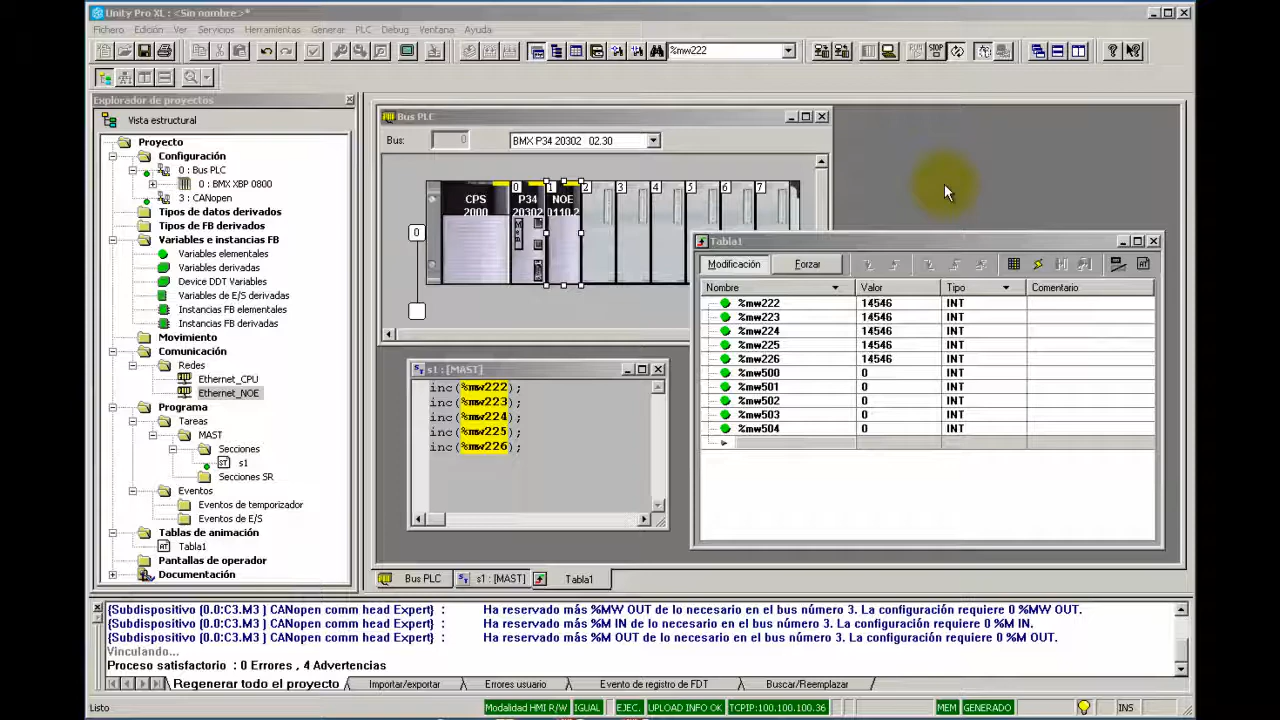 Unity Pro XL : <Sin nombre>*
Fichero Edición Ver Servicios Herramientas Generar PLC Debug Ventana Ayuda
%mw222
Explorador de proyectos
Vista estructural
Proyecto
Configuración
0 : Bus PLC
0 : BMX XBP 0800
3 : CANopen
Tipos de datos derivados
Tipos de FB derivados
Variables e instancias FB
Variables elementales
Variables derivadas
Device DDT Variables
Variables de E/S derivadas
Instancias FB elementales
Instancias FB derivadas
Movimiento
Comunicación
Redes
Ethernet_CPU
Ethernet_NOE
Programa
Tareas
MAST
Secciones
s1
Secciones SR
Eventos
Eventos de temporizador
Eventos de E/S
Tablas de animación
Tabla1
Pantallas de operador
Documentación
Bus PLC
Bus: 0 BMX P34 20302 02.30
0 1 2 3 4 5 6 7
CPS P34 NOE
2000 20302 0110.2
0
s1 : [MAST]
inc(%mw222);
inc(%mw223);
inc(%mw224);
inc(%mw225);
inc(%mw226);
Tabla1
Modificación Forzar
Nombre Valor Tipo Comentario
%mw222 14546 INT
%mw223 14546 INT
%mw224 14546 INT
%mw225 14546 INT
%mw226 14546 INT
%mw500 0 INT
%mw501 0 INT
%mw502 0 INT
%mw503 0 INT
%mw504 0 INT
Bus PLC s1 : [MAST] Tabla1
{Subdispositivo (0.0:C3.M3 ) CANopen comm head Expert} : Ha reservado más %MW OUT de lo necesario en el bus número 3. La configuración requiere 0 %MW OUT.
{Subdispositivo (0.0:C3.M3 ) CANopen comm head Expert} : Ha reservado más %M IN de lo necesario en el bus número 3. La configuración requiere 0 %M IN.
{Subdispositivo (0.0:C3.M3 ) CANopen comm head Expert} : Ha reservado más %M OUT de lo necesario en el bus número 3. La configuración requiere 0 %M OUT.
Vinculando...
Proceso satisfactorio : 0 Errores , 4 Advertencias
Regenerar todo el proyecto Importar/exportar Errores usuario Evento de registro de FDT Buscar/Reemplazar
Listo Modalidad HMI R/W IGUAL EJEC. UPLOAD INFO OK TCPIP:100.100.100.36 MEM GENERADO INS